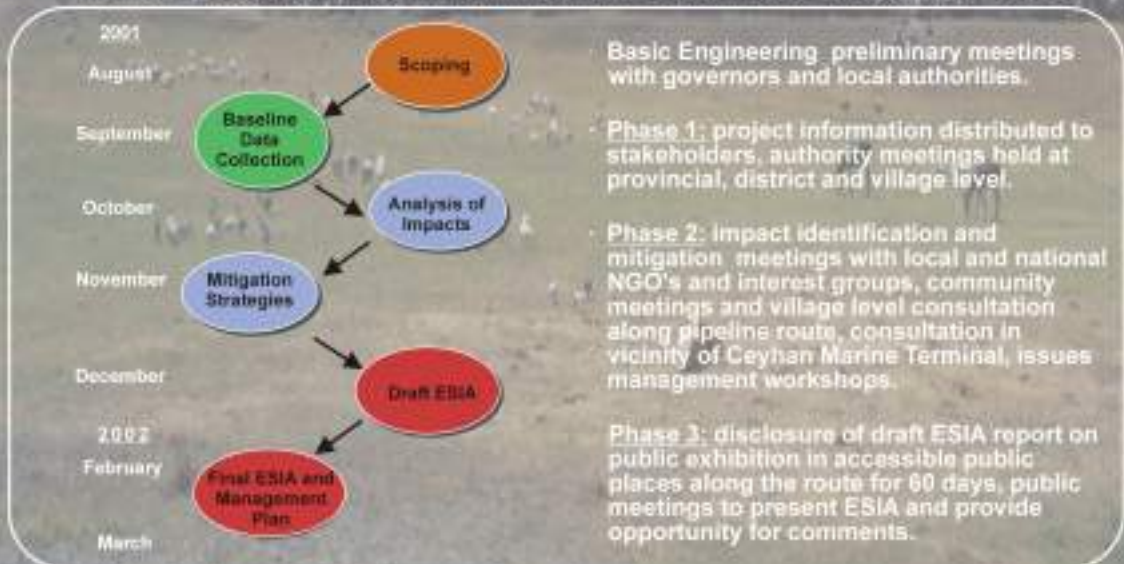 2001
August
September
October
November
December
2002
February
March
Scoping
Baseline
Data
Collection
Analysis of
Impacts
Mitigation
Strategies
Draft ESIA
Final ESIA and
Management
Plan
Basic Engineering preliminary meetings
with governors and local authorities.
· Phase 1: project information distributed to
stakeholders, authority meetings held at
provincial, district and village level.
· Phase 2: impact identification and
mitigation meetings with local and national
NGO's and interest groups, community
meetings and village level consultation
along pipeline route, consultation in
vicinity of Ceyhan Marine Terminal, issues
management workshops.
Phase 3: disclosure of draft ESIA report on
public exhibition in accessible public
places along the route for 60 days, public
meetings to present ESIA and provide
opportunity for comments.